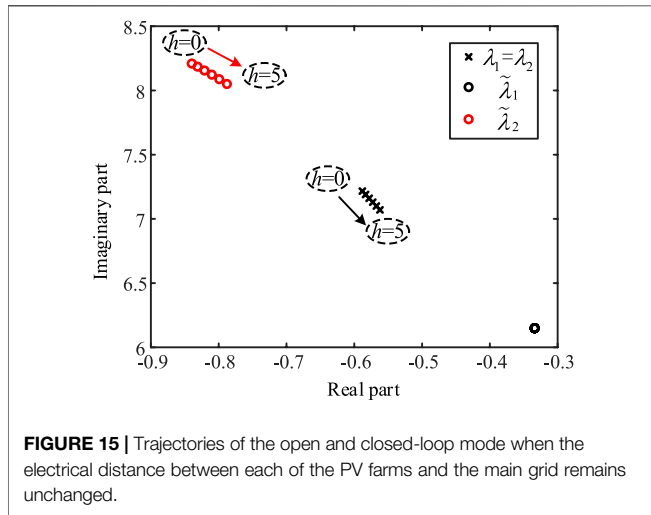 8.5
8
7.5
7
6.5
6
Imaginary part
h=0
h=5
h=0
h=5
λ1=λ2
λ̃1
λ̃2
-0.9 -0.8 -0.7 -0.6 -0.5 -0.4 -0.3
Real part
FIGURE 15 | Trajectories of the open and closed-loop mode when the
electrical distance between each of the PV farms and the main grid remains
unchanged.